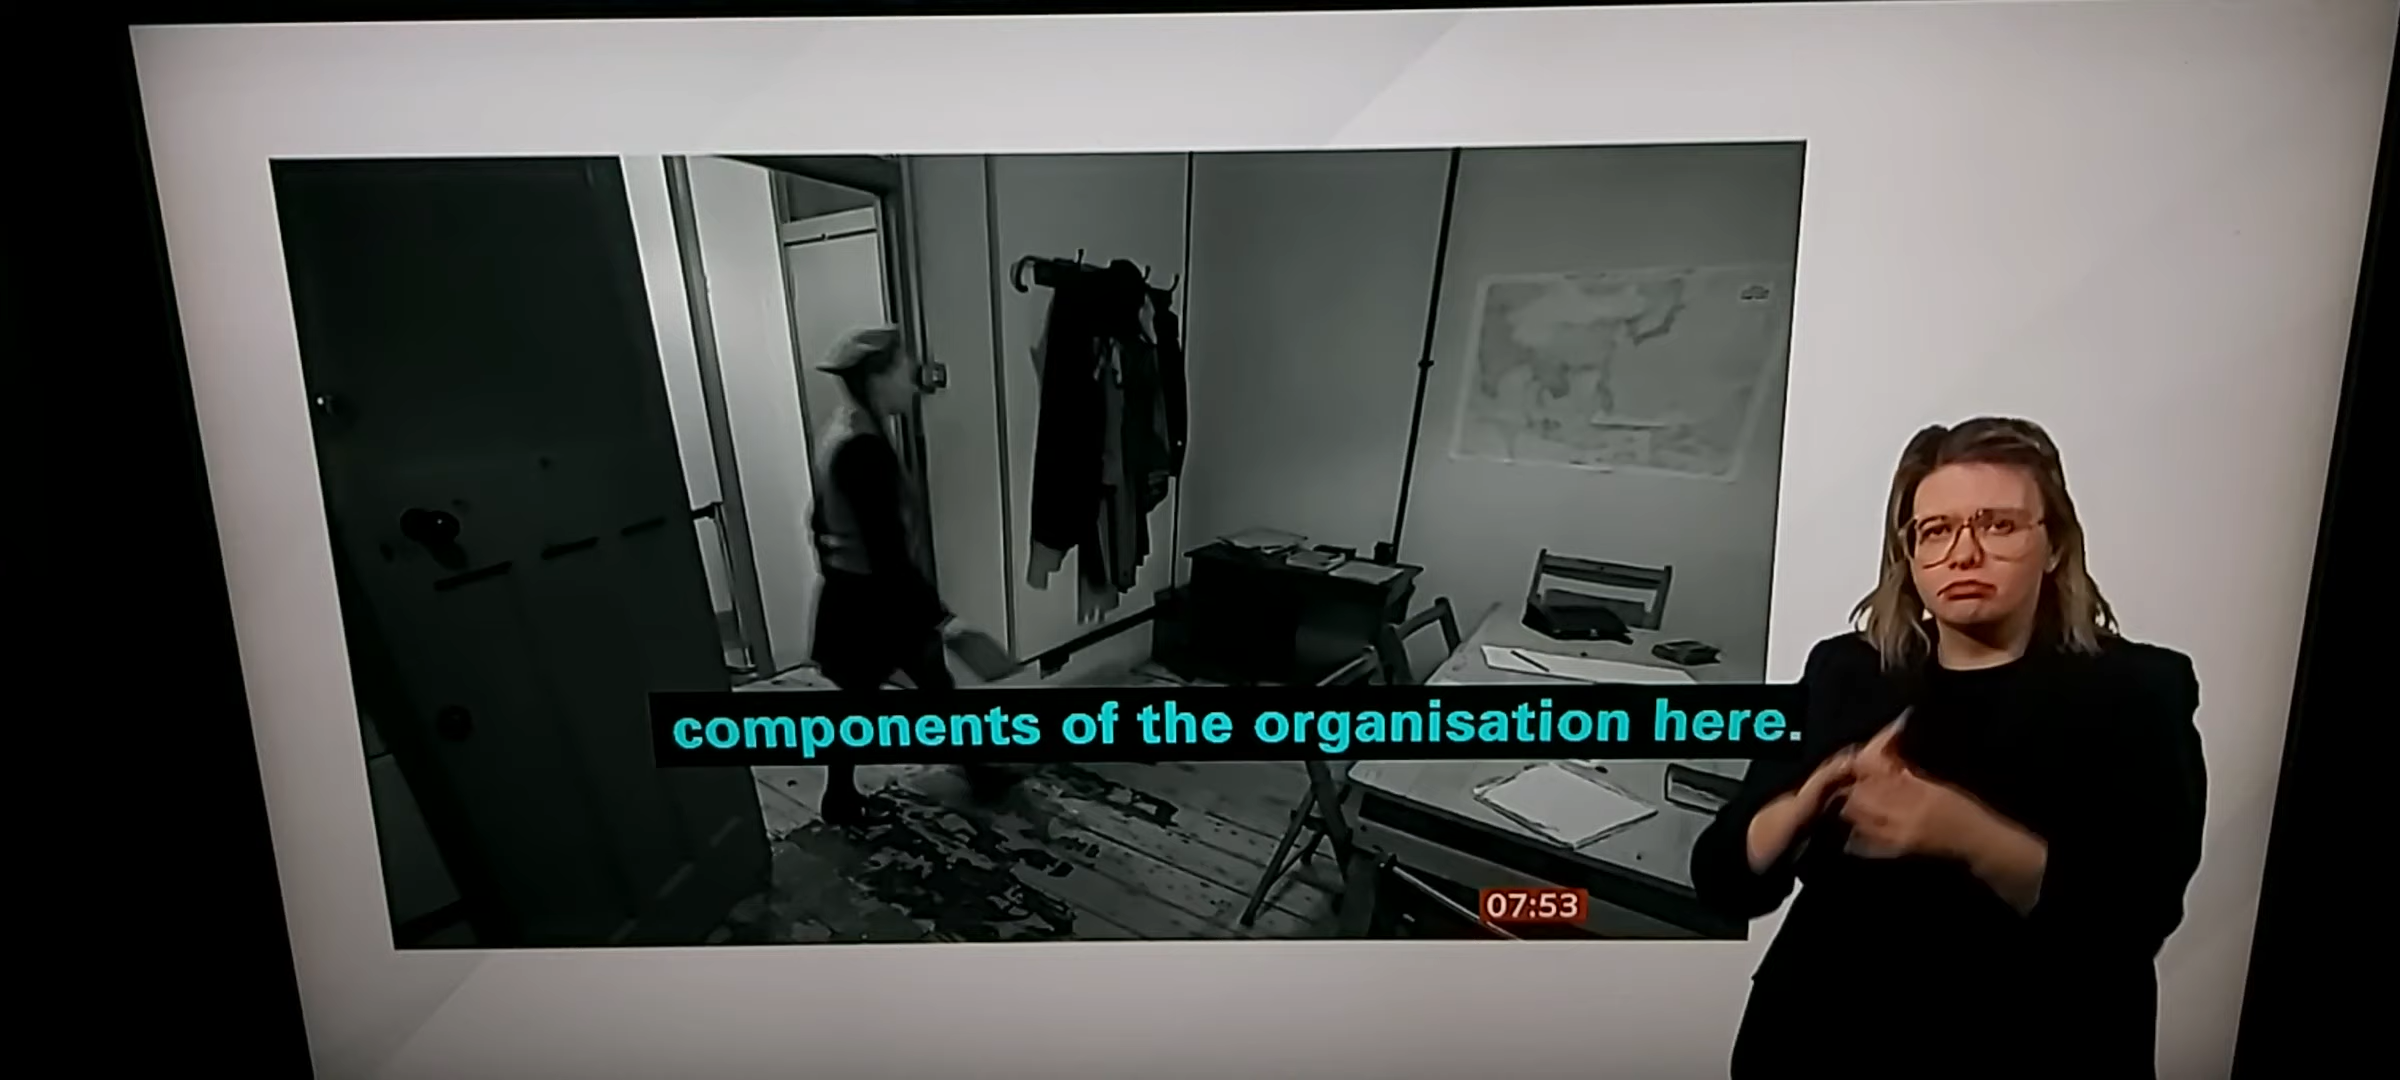 components of the organisation here.
07:53